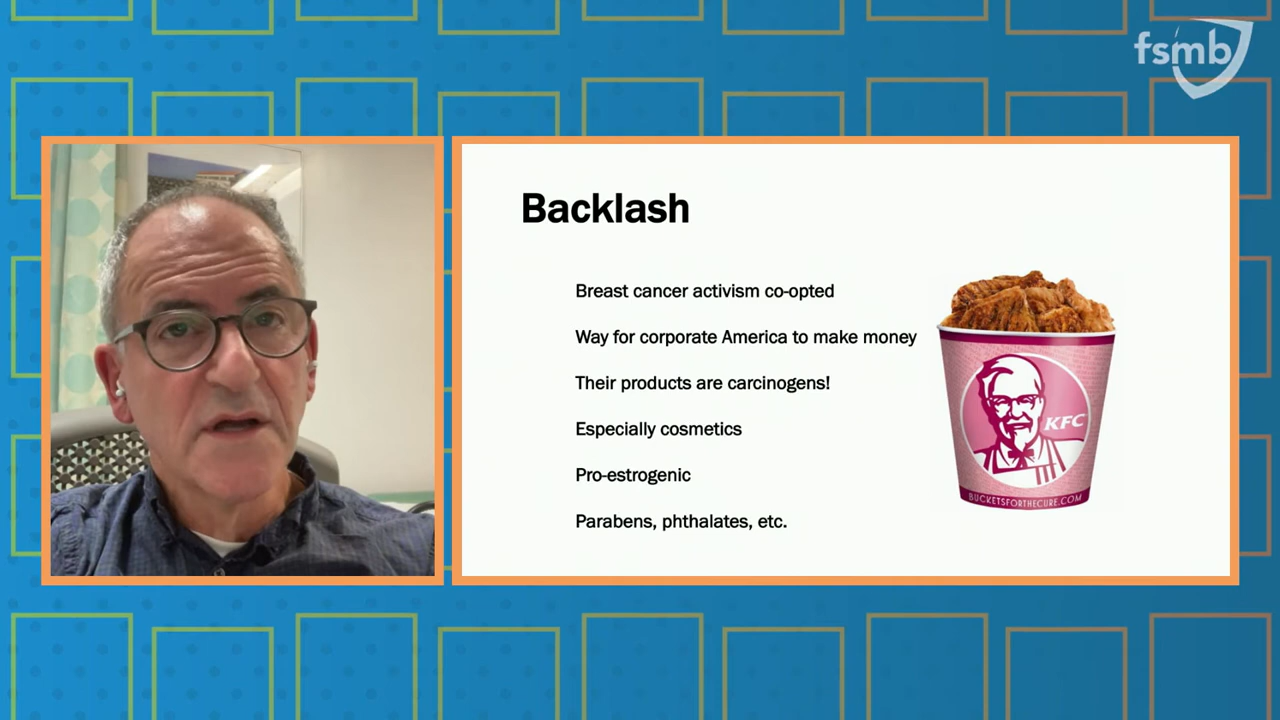 fsmb
Backlash
Breast cancer activism co-opted
Way for corporate America to make money
Their products are carcinogens!
Especially cosmetics
Pro-estrogenic
Parabens, phthalates, etc.
KFC
BUCKETSFORTHECURE.COM